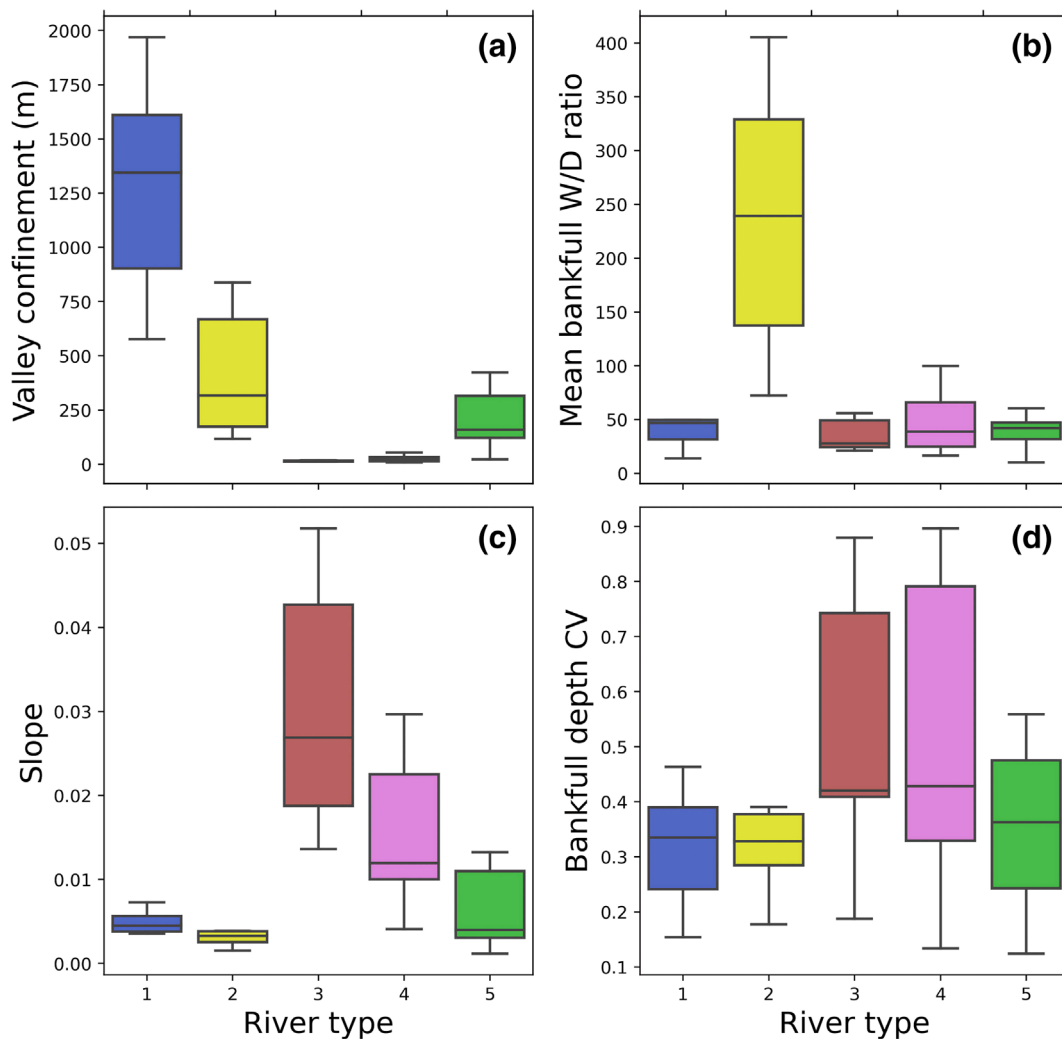 (a)
Valley confinement (m)
2000
1750
1500
1250
1000
750
500
250
0
(b)
Mean bankfull W/D ratio
400
350
300
250
200
150
100
50
0
(c)
Slope
0.05
0.04
0.03
0.02
0.01
0.00
1 2 3 4 5
River type
(d)
Bankfull depth CV
0.9
0.8
0.7
0.6
0.5
0.4
0.3
0.2
0.1
1 2 3 4 5
River type